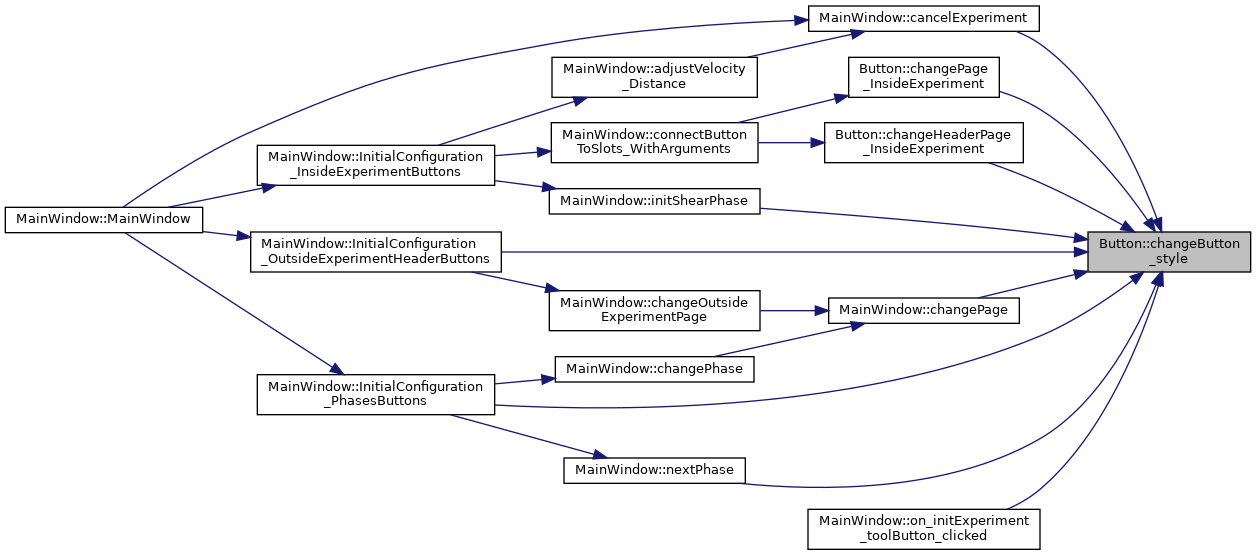 MainWindow::cancelExperiment
MainWindow::adjustVelocity
_Distance
Button::changePage
_InsideExperiment
MainWindow::connectButton
ToSlots_WithArguments
Button::changeHeaderPage
_InsideExperiment
MainWindow::InitialConfiguration
_InsideExperimentButtons
MainWindow::initShearPhase
MainWindow::MainWindow
MainWindow::InitialConfiguration
_OutsideExperimentHeaderButtons
Button::changeButton
_style
MainWindow::changeOutside
ExperimentPage
MainWindow::changePage
MainWindow::changePhase
MainWindow::InitialConfiguration
_PhasesButtons
MainWindow::nextPhase
MainWindow::on_initExperiment
_toolButton_clicked